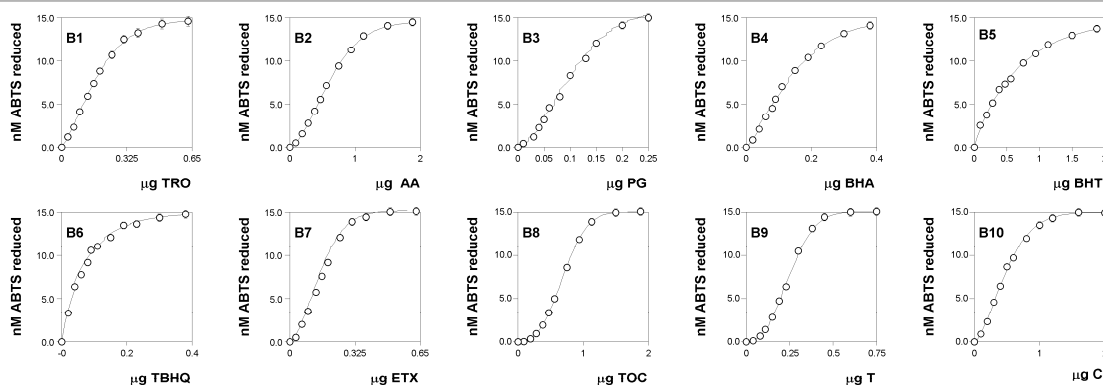 nM ABTS reduced
15.0
B1
10.0
5.0
0.0
0 0.325 0.65
μg TRO
nM ABTS reduced
15.0
B2
10.0
5.0
0.0
0 1 2
μg AA
nM ABTS reduced
15.0
B3
10.0
5.0
0.0
0 0.05 0.1 0.15 0.2 0.25
μg PG
nM ABTS reduced
15.0
B4
10.0
5.0
0.0
0 0.2 0.4
μg BHA
nM ABTS reduced
15.0
B5
10.0
5.0
0.0
0 0.5 1 1.5 2
μg BHT
nM ABTS reduced
15.0
B6
10.0
5.0
0.0
-0 0.2 0.4
μg TBHQ
nM ABTS reduced
15.0
B7
10.0
5.0
0.0
0 0.325 0.65
μg ETX
nM ABTS reduced
15.0
B8
10.0
5.0
0.0
0 1 2
μg TOC
nM ABTS reduced
15.0
B9
10.0
5.0
0.0
0 0.25 0.5 0.75
μg T
nM ABTS reduced
15.0
B10
10.0
5.0
0.0
0 1 2
μg C